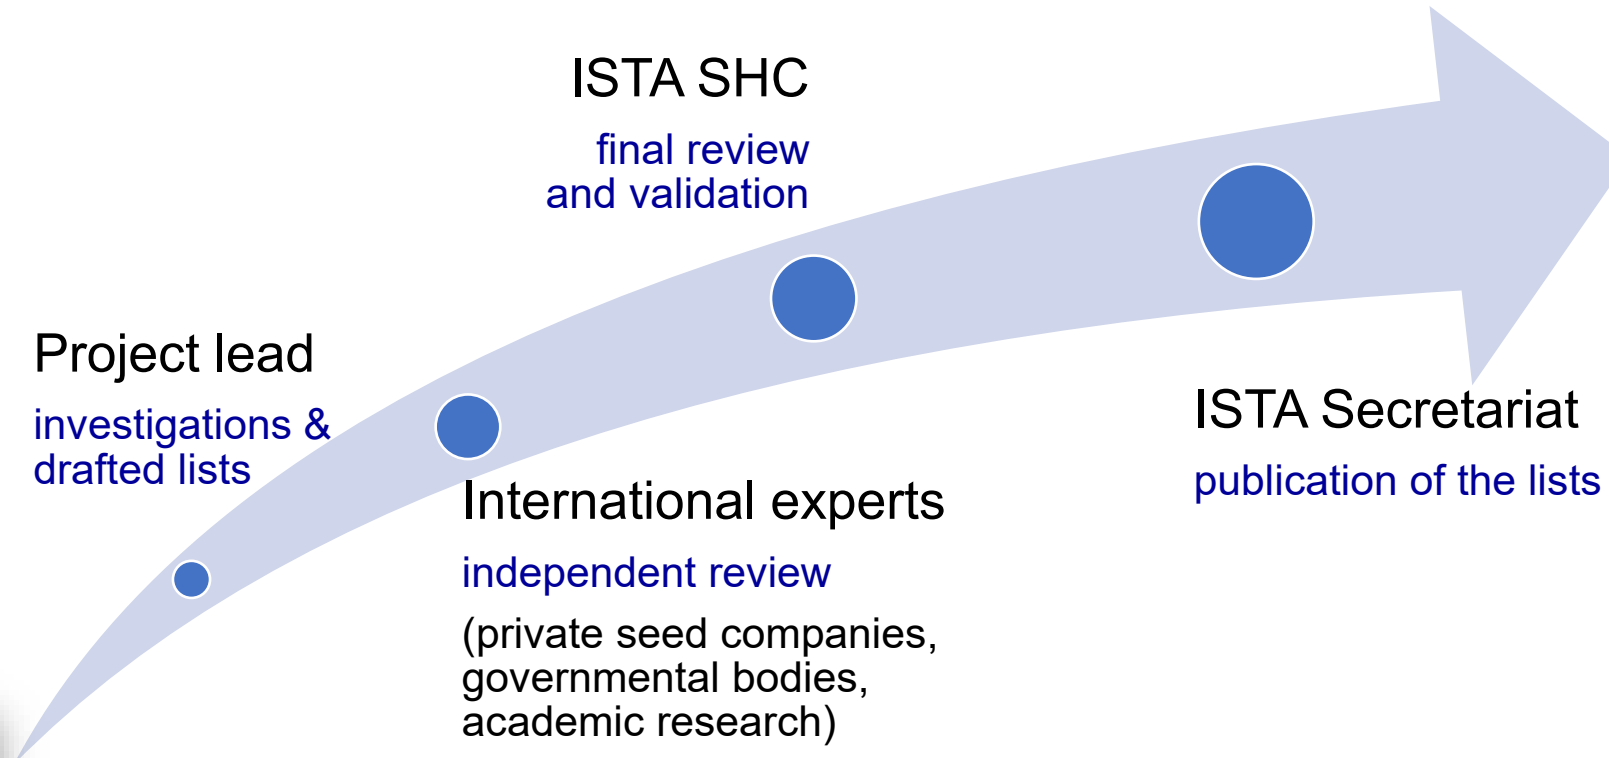 Project lead
investigations &
drafted lists
International experts
independent review
(private seed companies,
governmental bodies,
academic research)
ISTA SHC
final review
and validation
ISTA Secretariat
publication of the lists